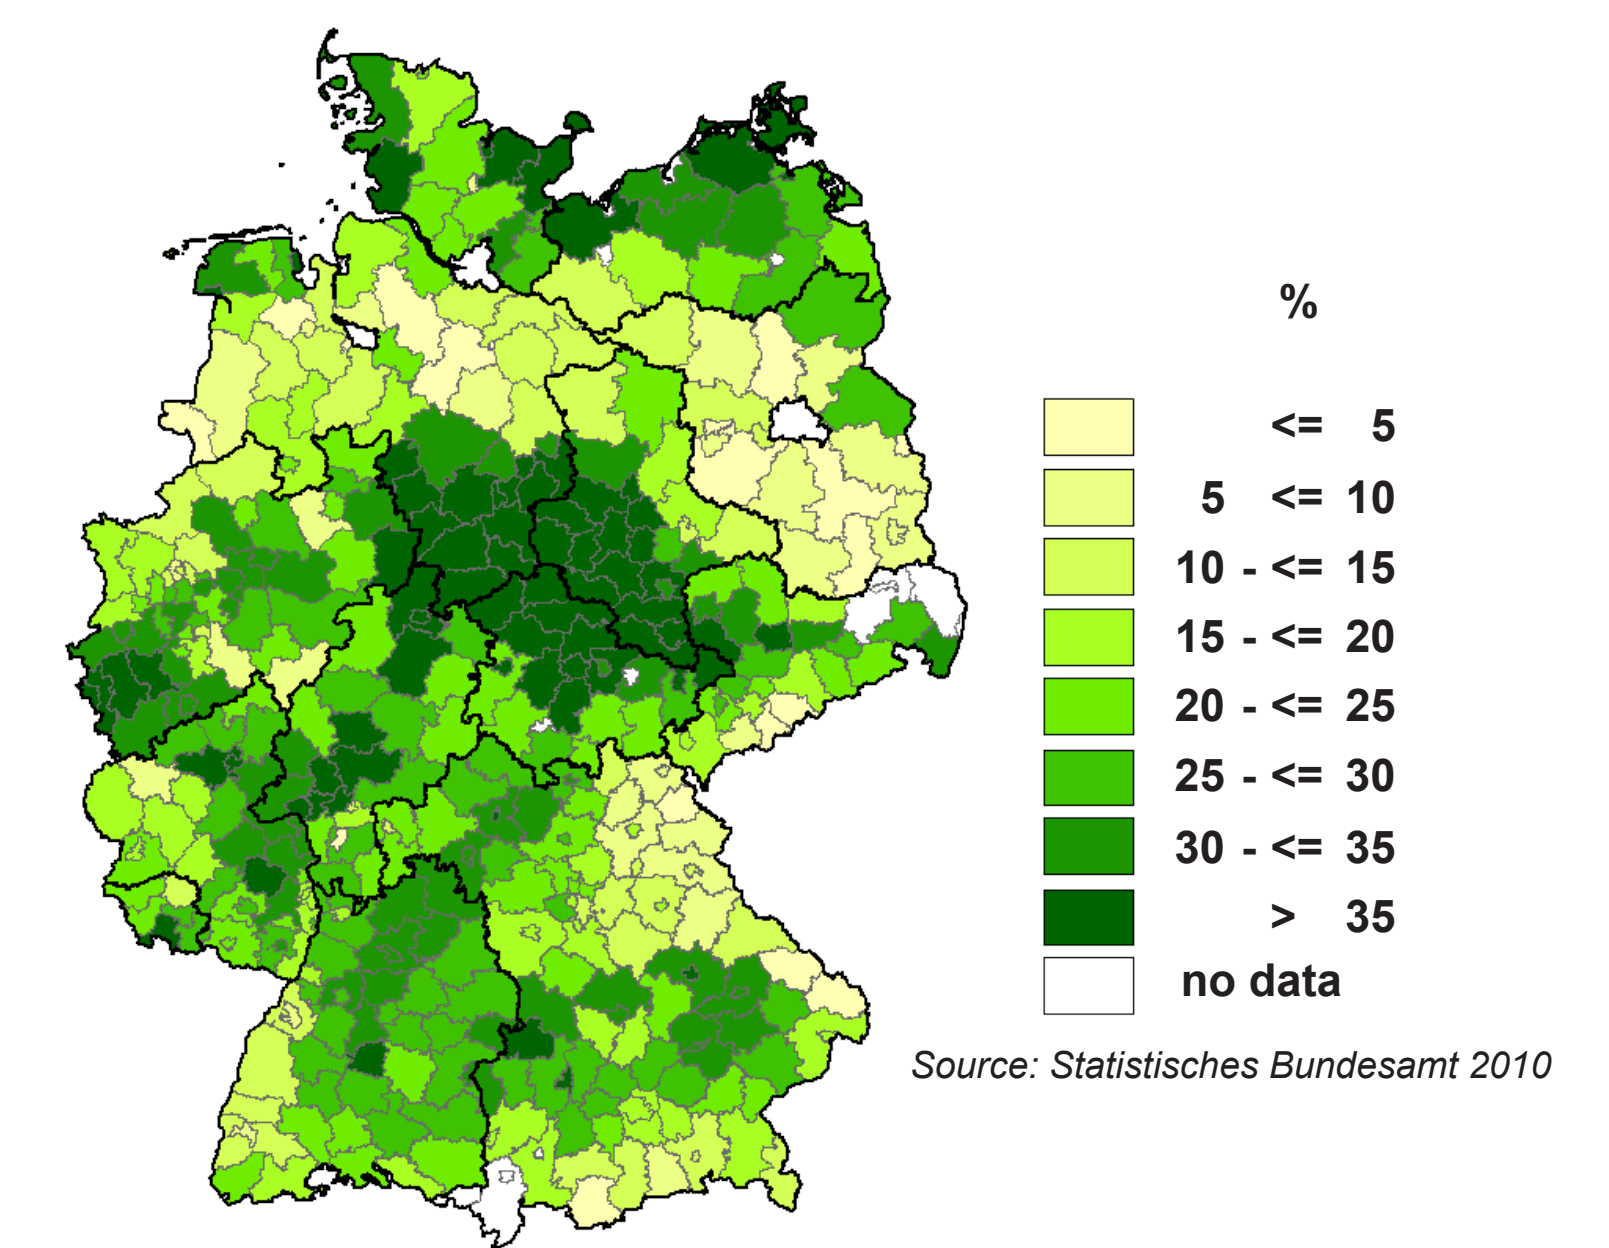 %
<= 5
5 <= 10
10 - <= 15
15 - <= 20
20 - <= 25
25 - <= 30
30 - <= 35
> 35
no data
Source: Statistisches Bundesamt 2010